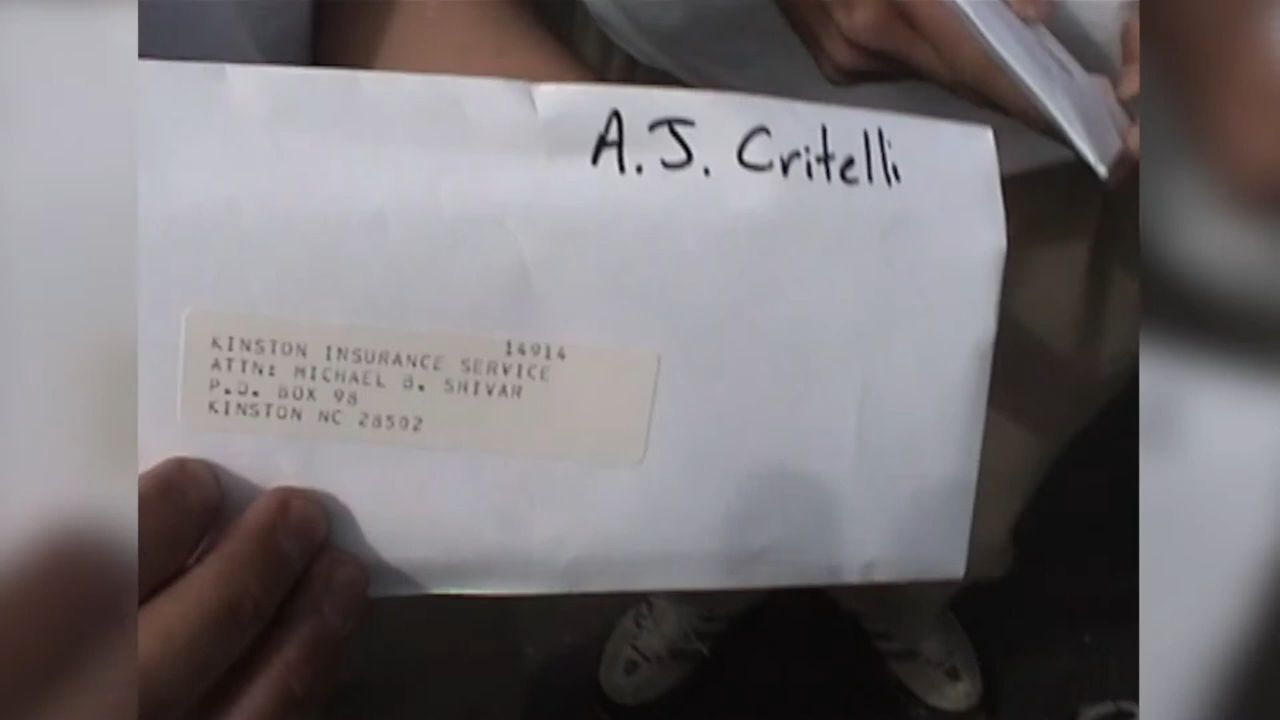 A.J. Critelli
14914
KINSTON INSURANCE SERVICE
ATTN: MICHAEL B. SHIVAR
P.O. BOX 98
KINSTON NC 28502